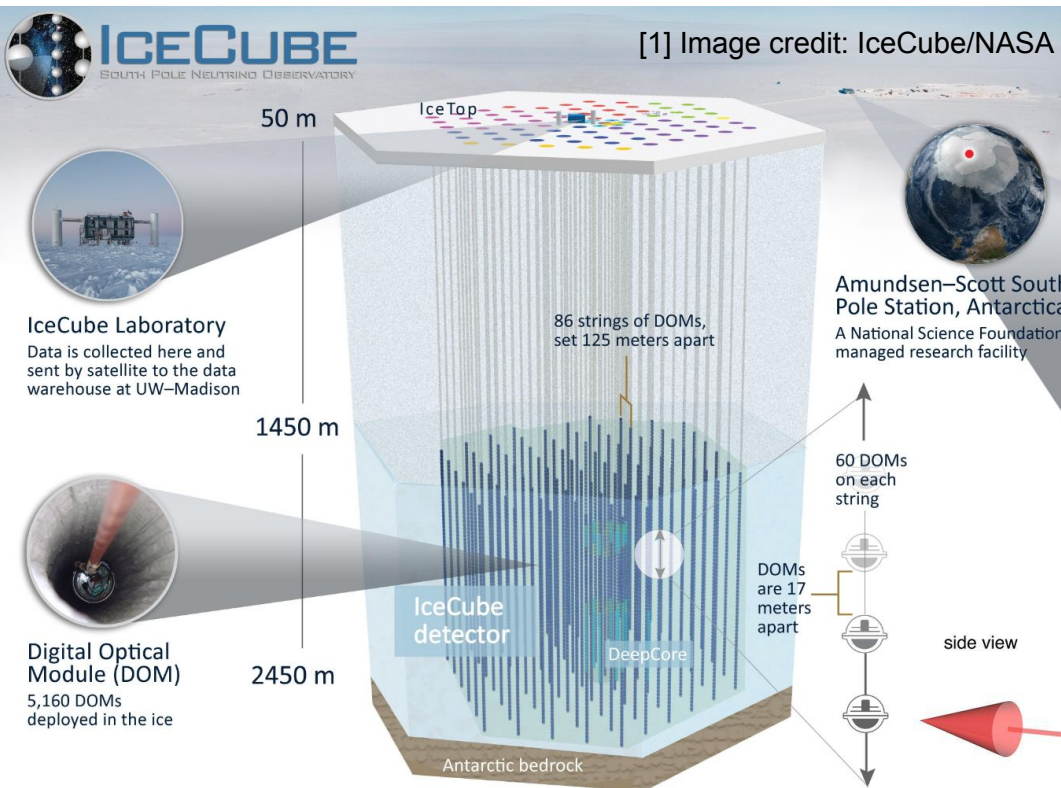 ICECUBE
SOUTH POLE NEUTRINO OBSERVATORY
[1] Image credit: IceCube/NASA
50 m
IceTop
IceCube Laboratory
Data is collected here and
sent by satellite to the data
warehouse at UW–Madison
86 strings of DOMs,
set 125 meters apart
Amundsen–Scott South
Pole Station, Antarctica
A National Science Foundation
managed research facility
1450 m
60 DOMs
on each
string
DOMs
are 17
meters
apart
IceCube
detector
DeepCore
side view
Digital Optical
Module (DOM)
5,160 DOMs
deployed in the ice
2450 m
Antarctic bedrock